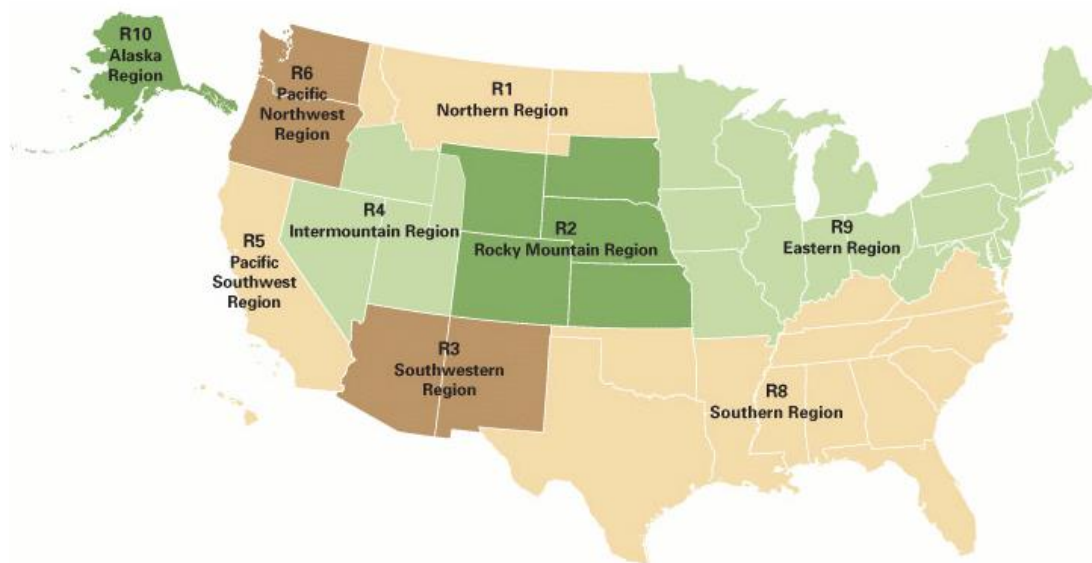 R10
Alaska
Region
R6
Pacific
Northwest
Region
R1
Northern Region
R4
Intermountain Region
R2
Rocky Mountain Region
R9
Eastern Region
R5
Pacific
Southwest
Region
R3
Southwestern
Region
R8
Southern Region